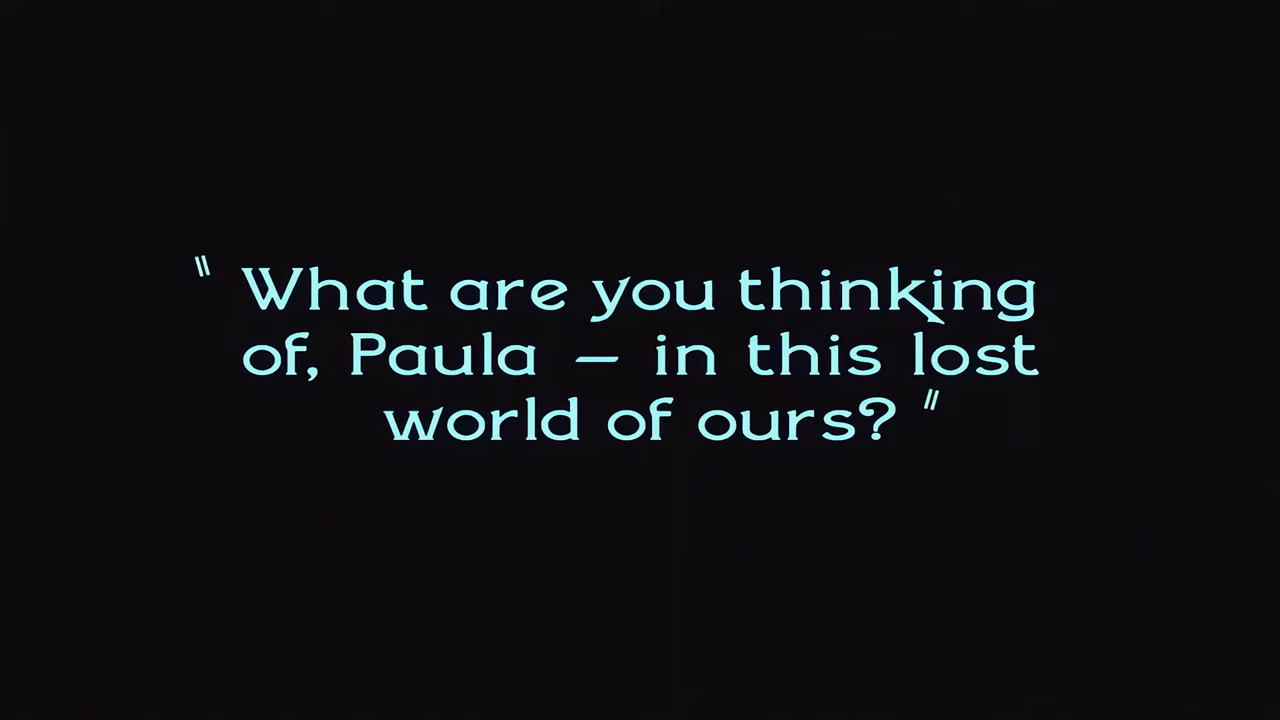 "What are you thinking
of, Paula — in this lost
world of ours?"